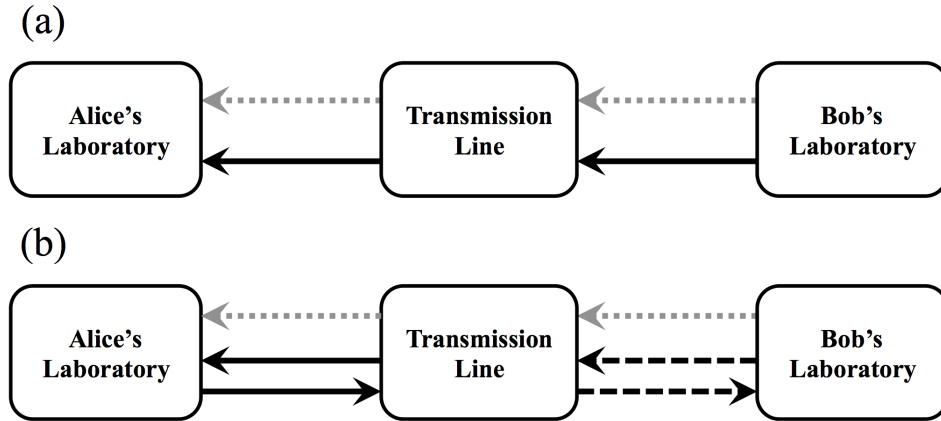 (a)
Alice's
Laboratory
Transmission
Line
Bob's
Laboratory
(b)
Alice's
Laboratory
Transmission
Line
Bob's
Laboratory